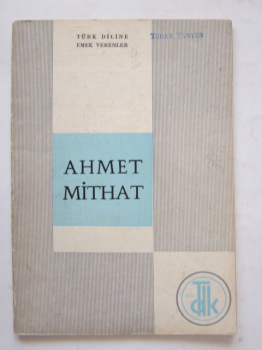 TÜRK DİLİNE
EMEK VERENLER
AHMET
MİTHAT
tdk